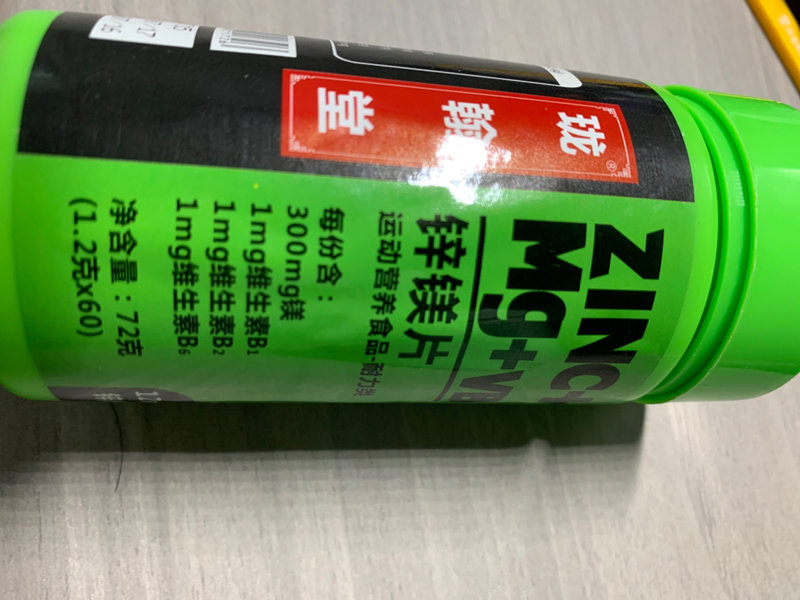 珑翰堂®
ZINC+
Mg+V
锌镁片
运动营养食品-耐力类
每份含：
300mg镁
1mg维生素B₁
1mg维生素B₂
1mg维生素B₆
净含量：72克
(1.2克x60)